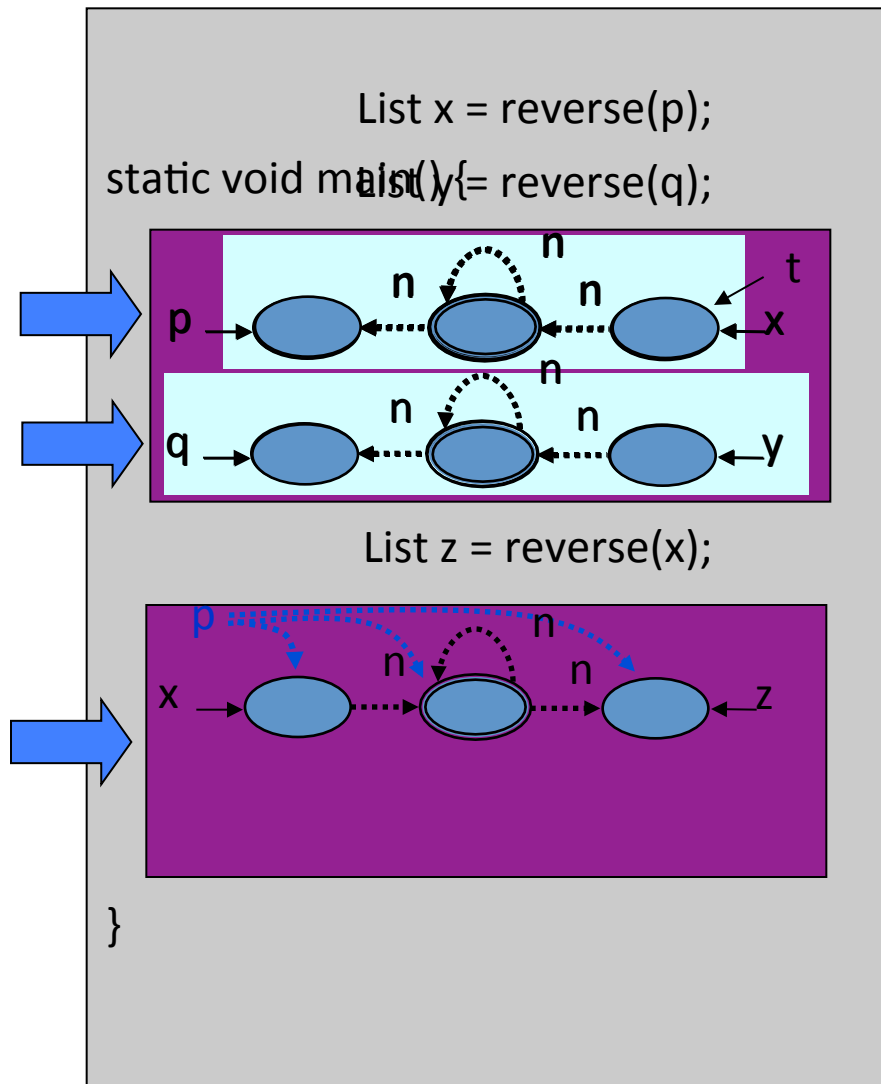 List x = reverse(p);
static void main() {
List y = reverse(q);
n
t
n
n
p
x
n
n
n
q
y
List z = reverse(x);
p
n
n
n
x
z
}